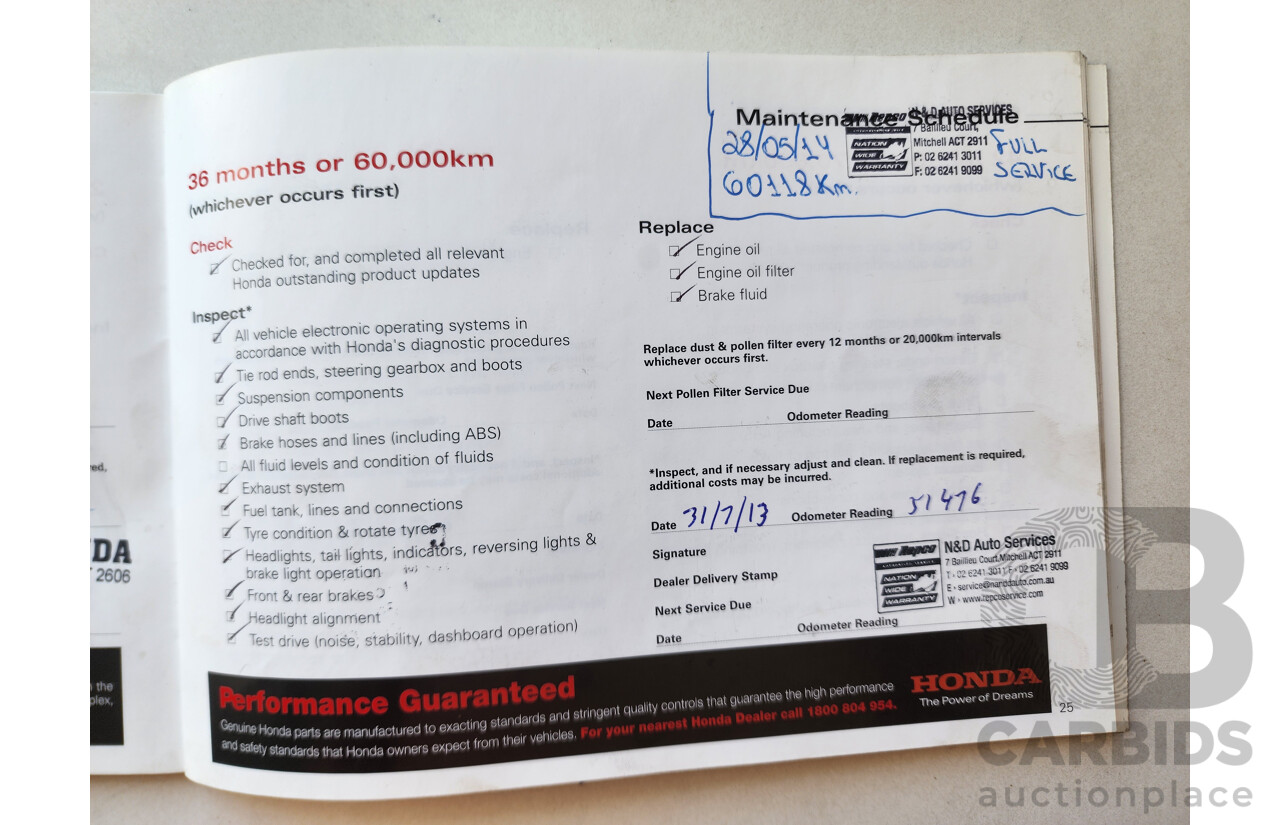 Maintenance Schedule
28/05/14
60118Km.
Repco
NATION
WIDE
WARRANTY
N & D AUTO SERVICES
7 Baillieu Court,
Mitchell ACT 2911
P: 02 6241 3011
F: 02 6241 9099
FULL
SERVICE
36 months or 60,000km
(whichever occurs first)
Check
Checked for, and completed all relevant
Honda outstanding product updates
Inspect*
All vehicle electronic operating systems in
accordance with Honda's diagnostic procedures
Tie rod ends, steering gearbox and boots
Suspension components
Drive shaft boots
Brake hoses and lines (including ABS)
All fluid levels and condition of fluids
Exhaust system
Fuel tank, lines and connections
Tyre condition & rotate tyres
Headlights, tail lights, indicators, reversing lights &
brake light operation
Front & rear brakes
Headlight alignment
Test drive (noise, stability, dashboard operation)
Replace
Engine oil
Engine oil filter
Brake fluid
Replace dust & pollen filter every 12 months or 20,000km intervals
whichever occurs first.
Next Pollen Filter Service Due
Date Odometer Reading
*Inspect, and if necessary adjust and clean. If replacement is required,
additional costs may be incurred.
Date 31/7/13 Odometer Reading 51476
Signature
Dealer Delivery Stamp
Next Service Due
Date Odometer Reading
Repco
NATION
WIDE
WARRANTY
N&D Auto Services
7 Baillieu Court, Mitchell ACT 2911
T - 02 6241 3011 F - 02 6241 9099
E - service@nandauto.com.au
W - www.repcoservice.com
Performance Guaranteed
Genuine Honda parts are manufactured to exacting standards and stringent quality controls that guarantee the high performance
and safety standards that Honda owners expect from their vehicles. For your nearest Honda Dealer call 1800 804 954.
HONDA
The Power of Dreams
25
ed,
DA
2606
the
plex,
CARBIDS
auctionplace